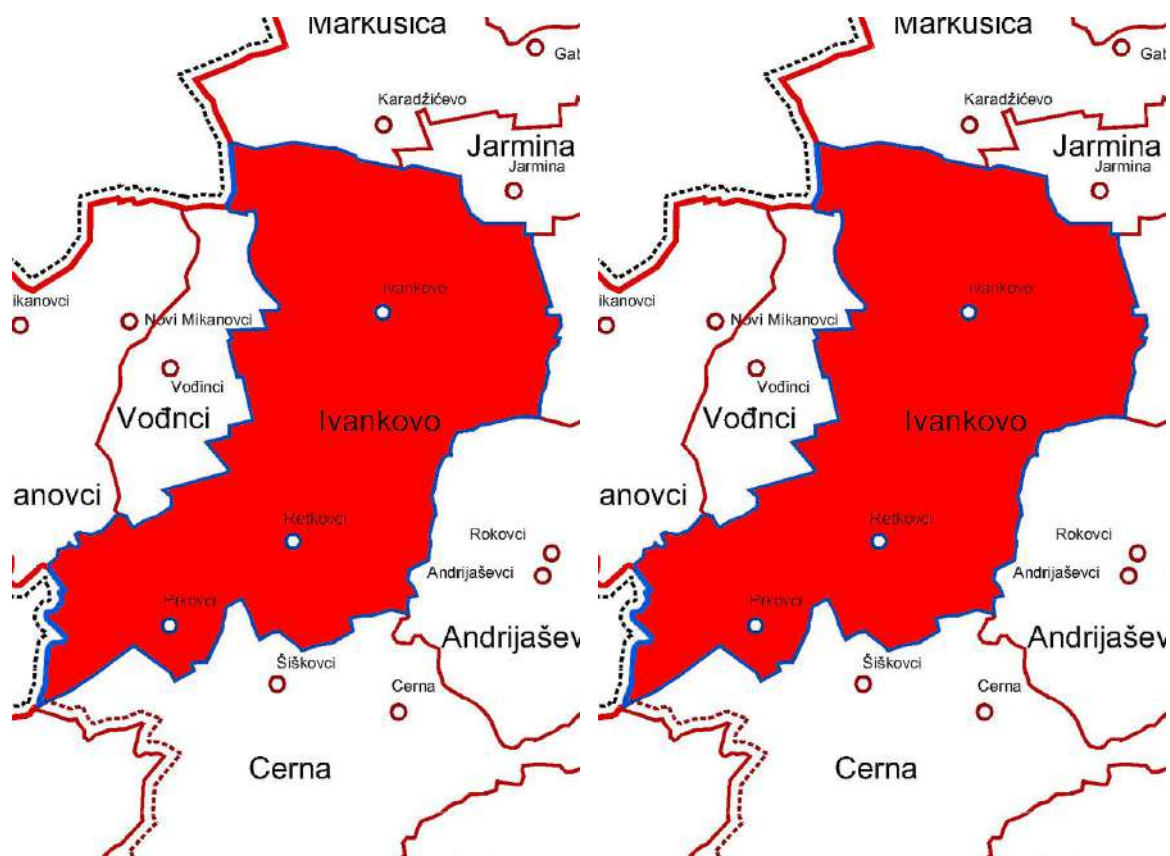 Markušica
Gab
Karadžićevo
Jarmina
Jarmina
Ivankovo
ikanovci
Novi Mikanovci
Vođinci
Vođnci
Ivankovo
anovci
Retkovci
Rokovci
Andrijaševci
Prkovci
Andrijašev
Šiškovci
Cerna
Cerna
Markušica
Gab
Karadžićevo
Jarmina
Jarmina
Ivankovo
ikanovci
Novi Mikanovci
Vođinci
Vođnci
Ivankovo
anovci
Retkovci
Rokovci
Andrijaševci
Prkovci
Andrijašev
Šiškovci
Cerna
Cerna